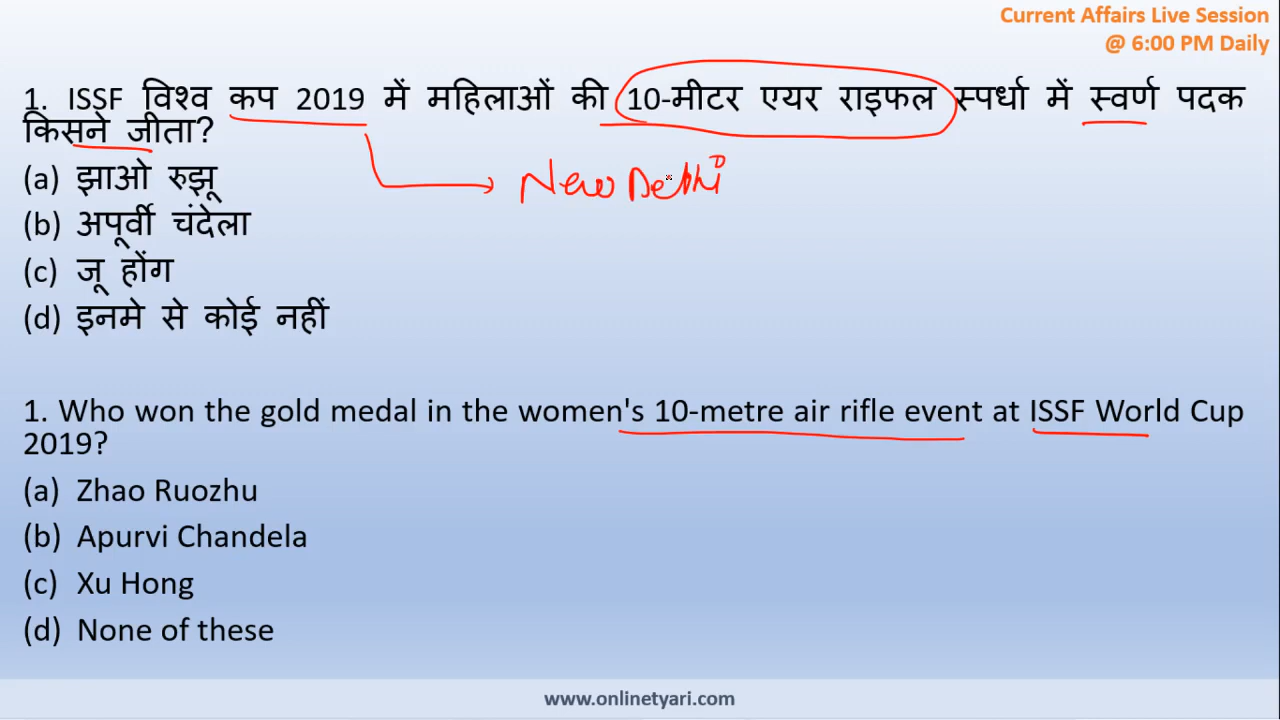 Current Affairs Live Session
@ 6:00 PM Daily
1. ISSF विश्व कप 2019 में महिलाओं की 10-मीटर एयर राइफल स्पर्धा में स्वर्ण पदक
किसने जीता?
New Delhi
(a) झाओ रुझू
(b) अपूर्वी चंदेला
(c) जू होंग
(d) इनमे से कोई नहीं
1. Who won the gold medal in the women's 10-metre air rifle event at ISSF World Cup
2019?
(a) Zhao Ruozhu
(b) Apurvi Chandela
(c) Xu Hong
(d) None of these
www.onlinetyari.com